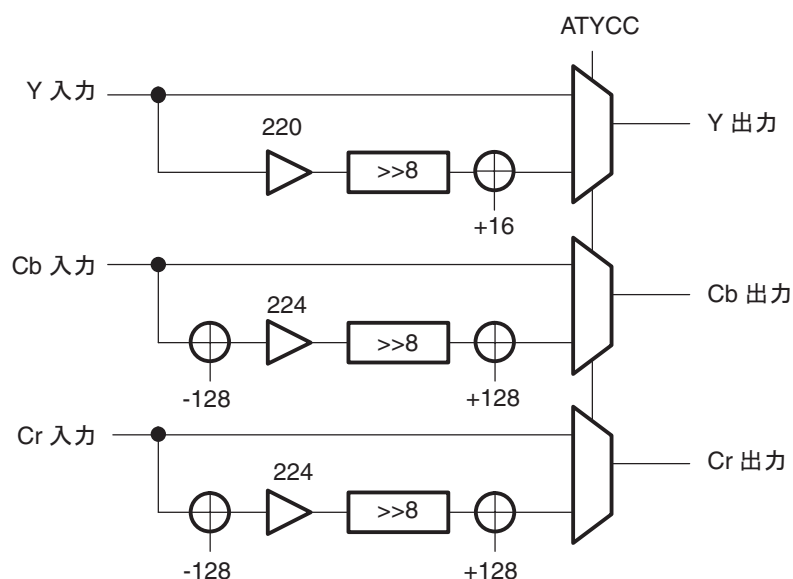 ATYCC
Y 入力
220
>>8
+16
Y 出力
Cb 入力
-128
224
>>8
+128
Cb 出力
Cr 入力
-128
224
>>8
+128
Cr 出力